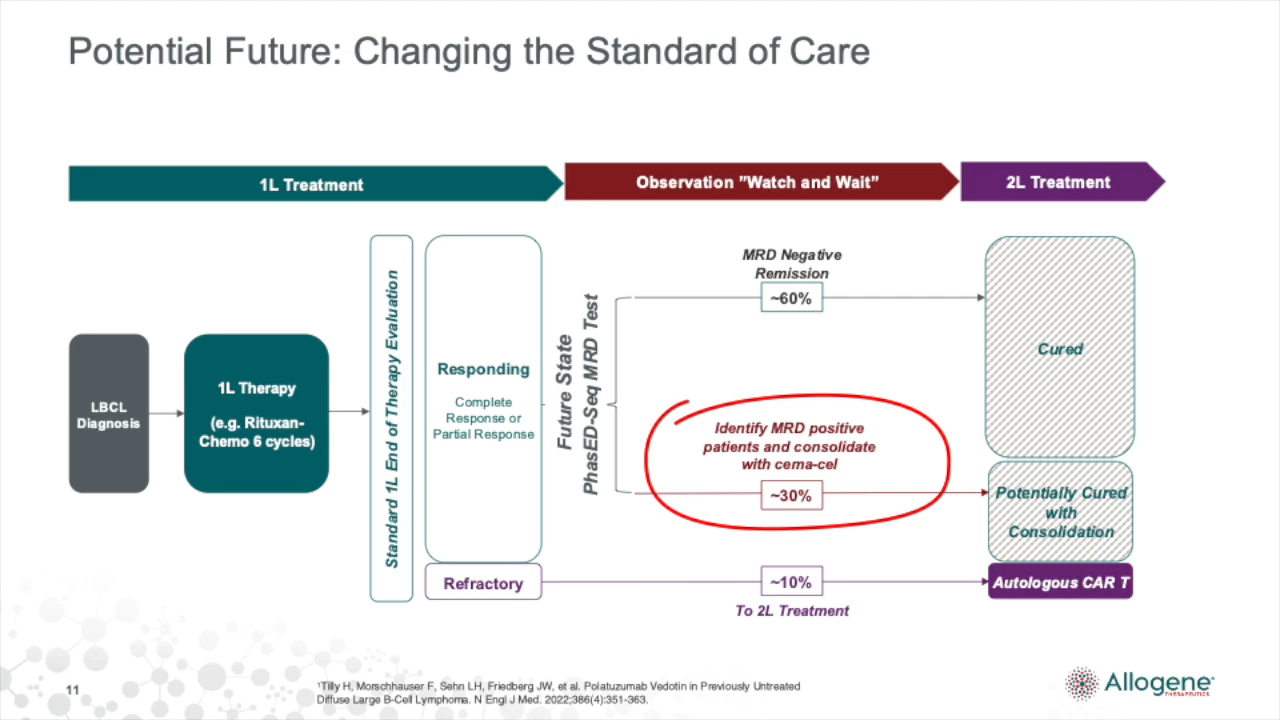 Potential Future: Changing the Standard of Care
1L Treatment
Observation ”Watch and Wait”
2L Treatment
LBCL
Diagnosis
1L Therapy
(e.g. Rituxan-
Chemo 6 cycles)
Standard 1L End of Therapy Evaluation
Responding
Complete
Response or
Partial Response
Refractory
Future State
PhasED-Seq MRD Test
MRD Negative
Remission
~60%
Identify MRD positive
patients and consolidate
with cema-cel
~30%
~10%
To 2L Treatment
Cured
Potentially Cured
with
Consolidation
Autologous CAR T
11
¹Tilly H, Morschhauser F, Sehn LH, Friedberg JW, et al. Polatuzumab Vedotin in Previously Untreated
Diffuse Large B-Cell Lymphoma. N Engl J Med. 2022;386(4):351-363.
Allogene
THERAPEUTICS